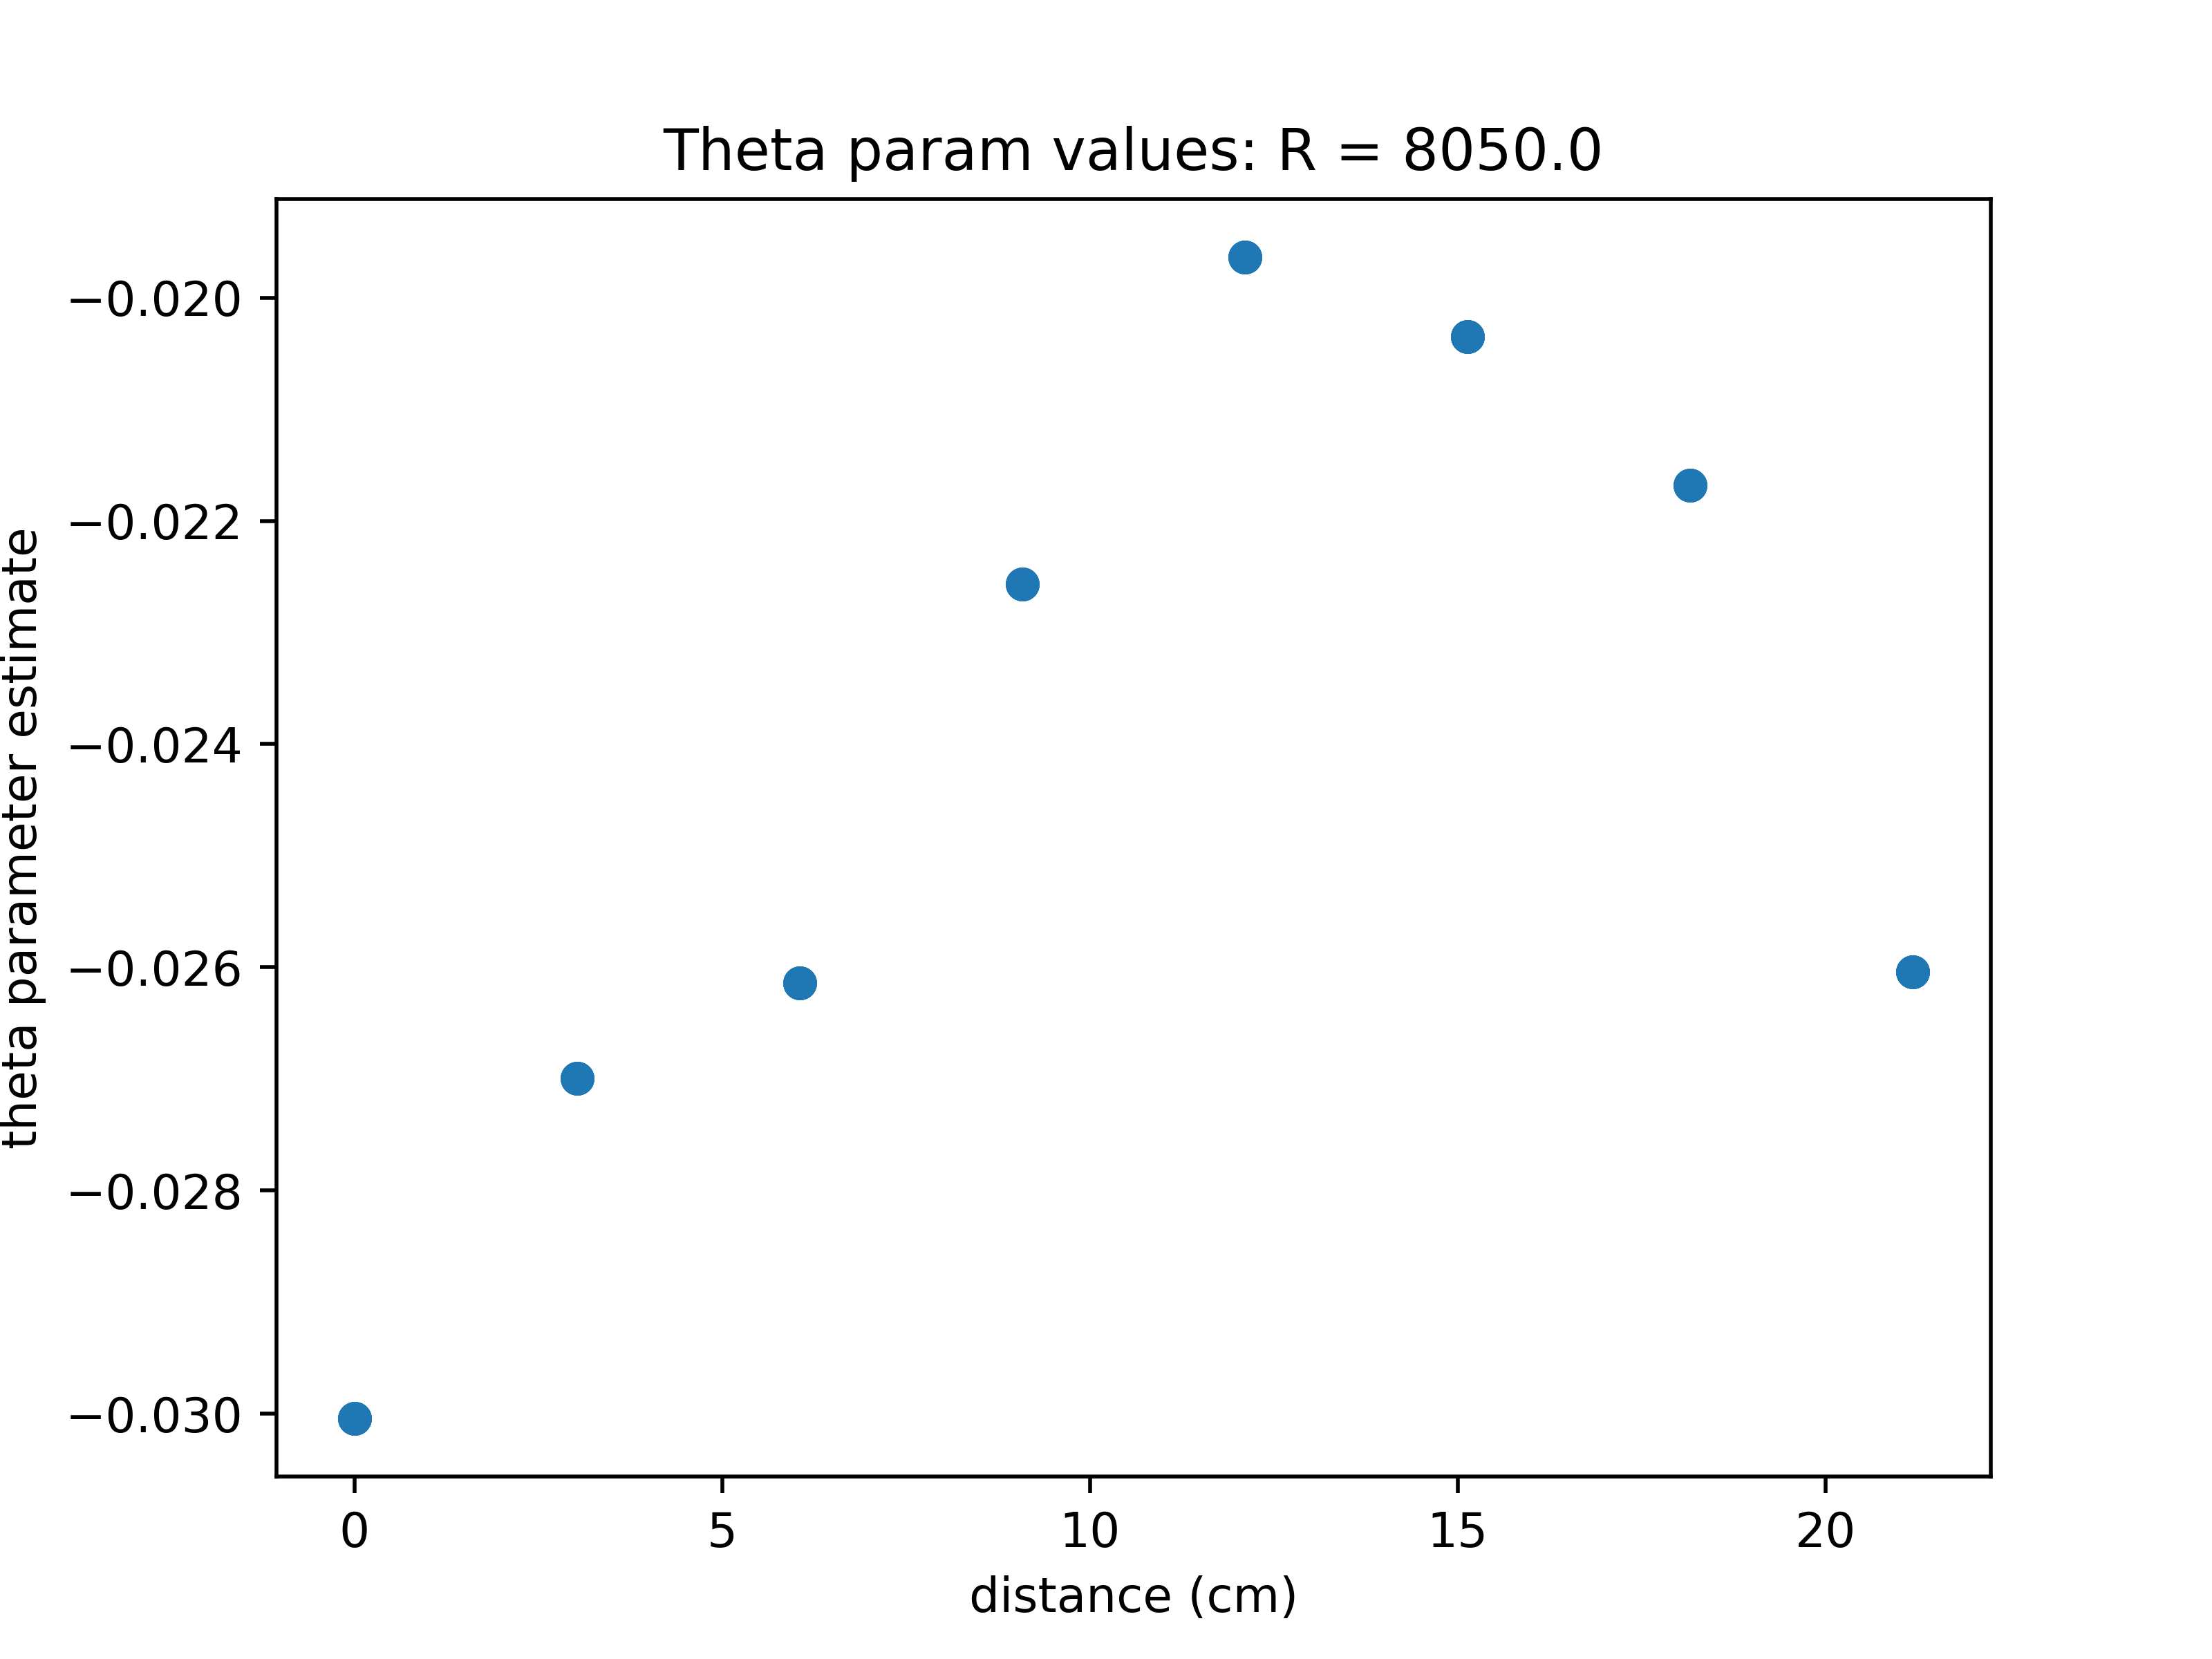 Theta param values: R = 8050.0
theta parameter estimate
−0.020
−0.022
−0.024
−0.026
−0.028
−0.030
0 5 10 15 20
distance (cm)